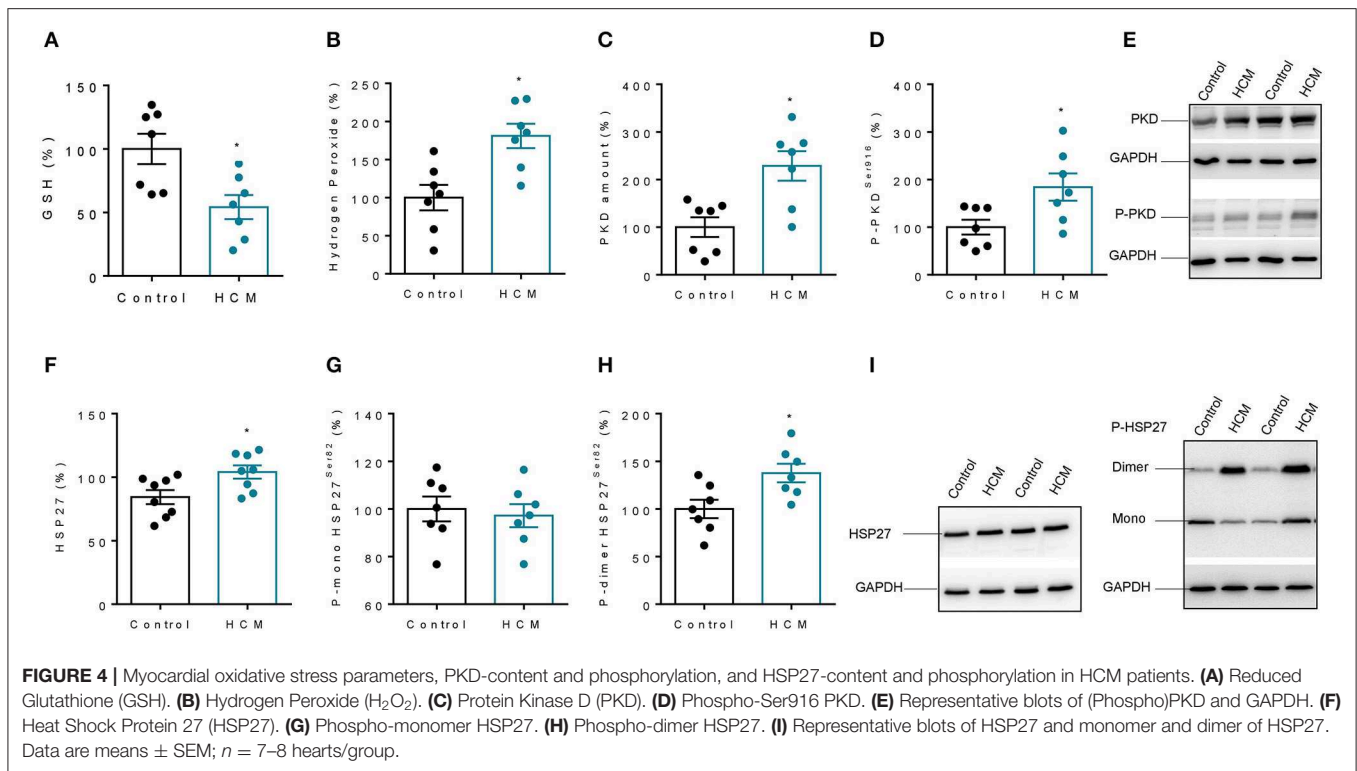 A
B
C
D
E
GSH (%)
150
100
50
0
*
Control
HCM
Hydrogen Peroxide (%)
250
200
150
100
50
0
*
Control
HCM
PKD amount (%)
400
300
200
100
0
*
Control
HCM
P-PKD Ser916 (%)
400
300
200
100
0
*
Control
HCM
Control HCM Control HCM
PKD
GAPDH
P-PKD
GAPDH
F
G
H
I
HSP27 (%)
150
100
50
0
*
Control
HCM
P-mono HSP27 Ser82 (%)
140
120
100
80
60
Control
HCM
P-dimer HSP27 Ser82 (%)
200
150
100
50
0
*
Control
HCM
Control HCM Control HCM
HSP27
GAPDH
P-HSP27
Control HCM Control HCM
Dimer
Mono
GAPDH
FIGURE 4 | Myocardial oxidative stress parameters, PKD-content and phosphorylation, and HSP27-content and phosphorylation in HCM patients. (A) Reduced
Glutathione (GSH). (B) Hydrogen Peroxide (H₂O₂). (C) Protein Kinase D (PKD). (D) Phospho-Ser916 PKD. (E) Representative blots of (Phospho)PKD and GAPDH. (F)
Heat Shock Protein 27 (HSP27). (G) Phospho-monomer HSP27. (H) Phospho-dimer HSP27. (I) Representative blots of HSP27 and monomer and dimer of HSP27.
Data are means ± SEM; n = 7–8 hearts/group.